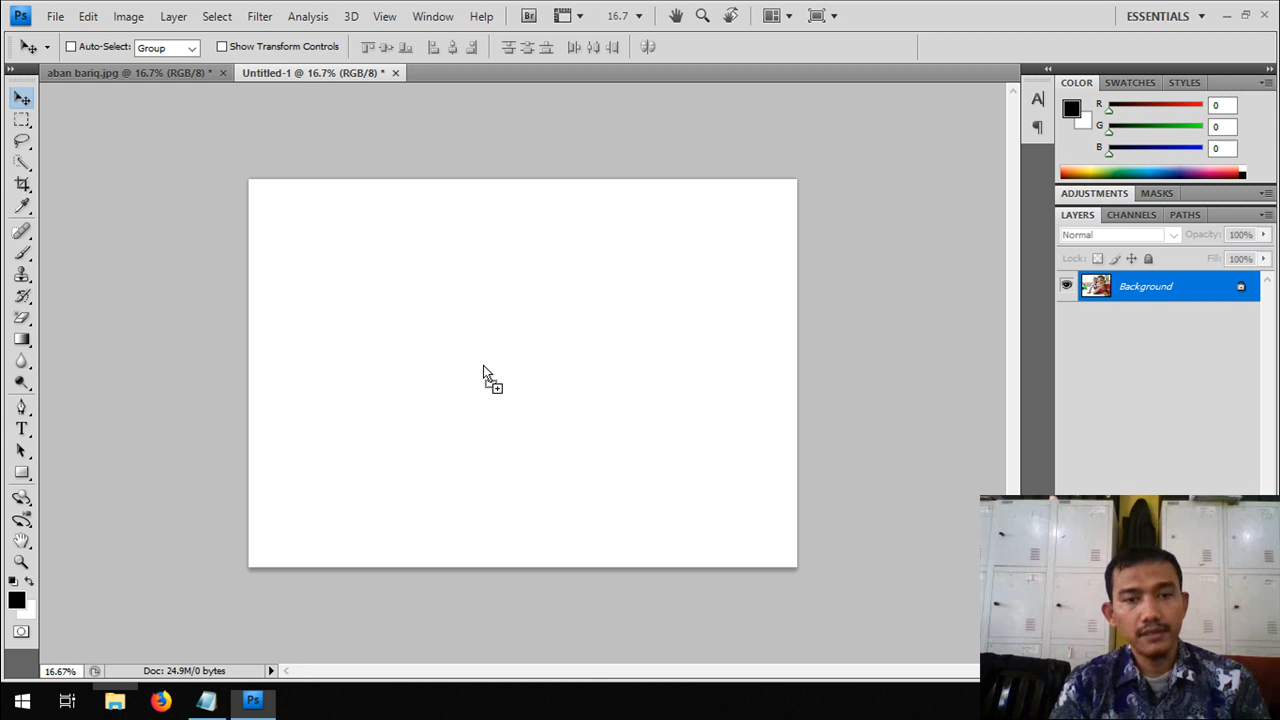 Ps File Edit Image Layer Select Filter Analysis 3D View Window Help Br 16.7 ESSENTIALS
Auto-Select: Group Show Transform Controls
aban bariq.jpg @ 16.7% (RGB/8) * × Untitled-1 @ 16.7% (RGB/8) * ×
COLOR SWATCHES STYLES
R 0
G 0
B 0
ADJUSTMENTS MASKS
LAYERS CHANNELS PATHS
Normal Opacity: 100%
Lock: Fill: 100%
Background
16.67% Doc: 24.9M/0 bytes
Ps